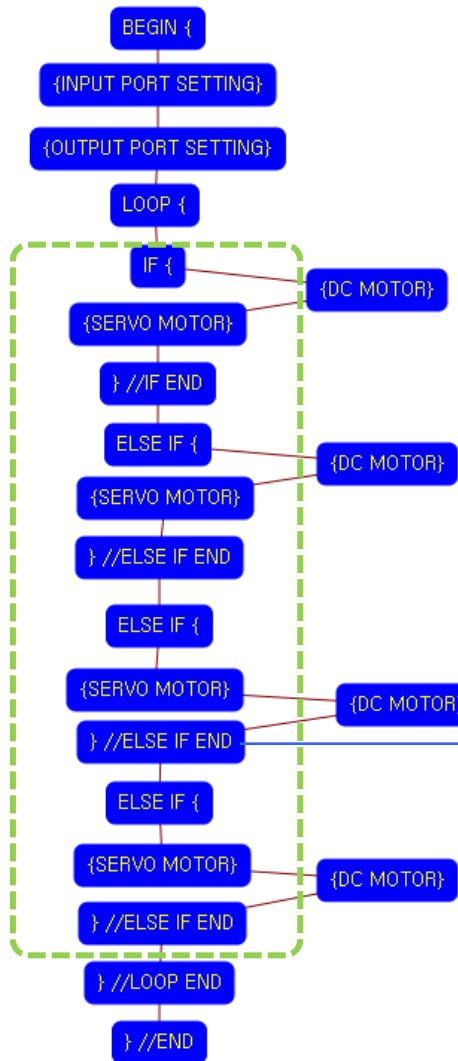 BEGIN {
{INPUT PORT SETTING}
{OUTPUT PORT SETTING}
LOOP {
IF {
{DC MOTOR}
{SERVO MOTOR}
} //IF END
ELSE IF {
{DC MOTOR}
{SERVO MOTOR}
} //ELSE IF END
ELSE IF {
{SERVO MOTOR}
{DC MOTOR}
} //ELSE IF END
ELSE IF {
{SERVO MOTOR}
{DC MOTOR}
} //ELSE IF END
} //LOOP END
} //END